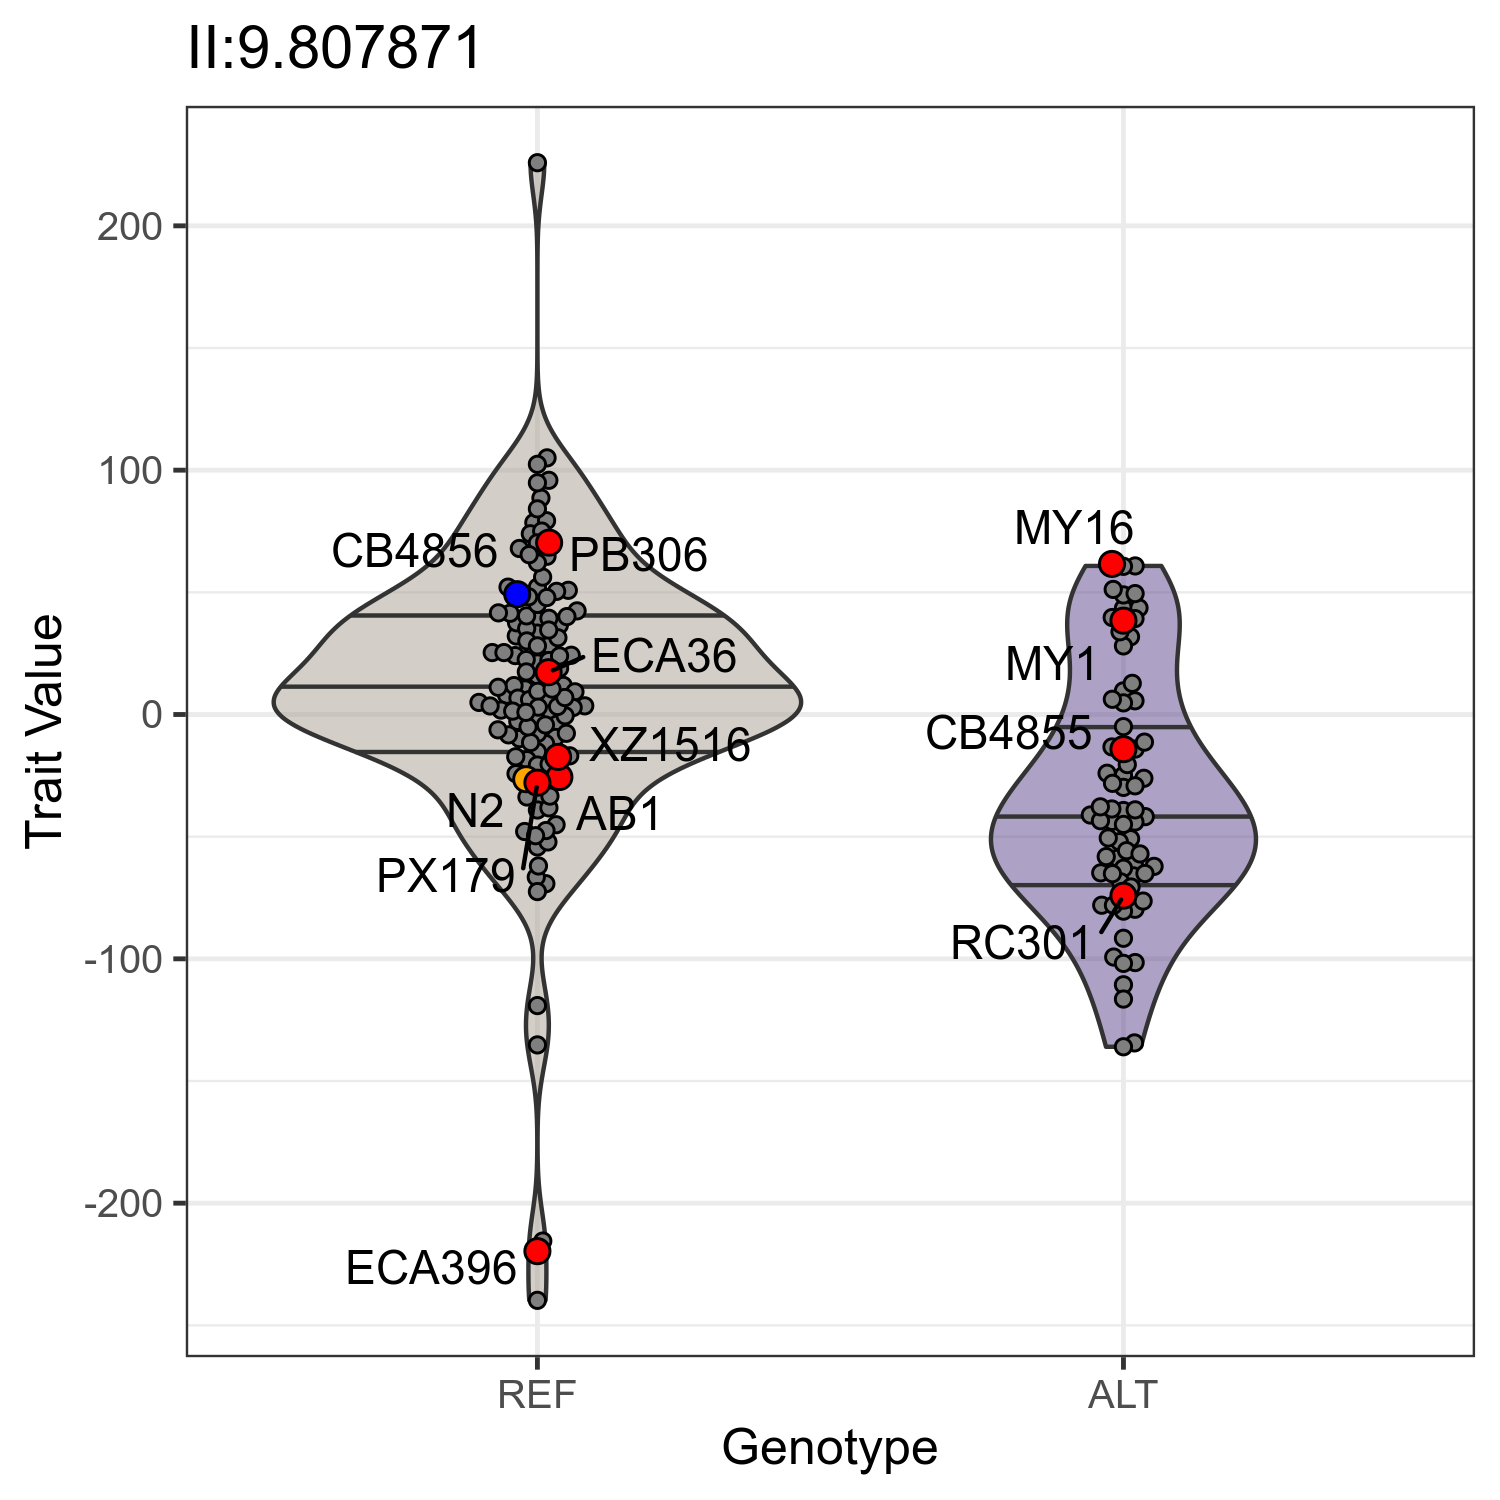 II:9.807871
Trait Value
200
100
0
-100
-200
CB4856
PB306
ECA36
XZ1516
N2
AB1
PX179
ECA396
MY16
MY1
CB4855
RC301
REF
ALT
Genotype